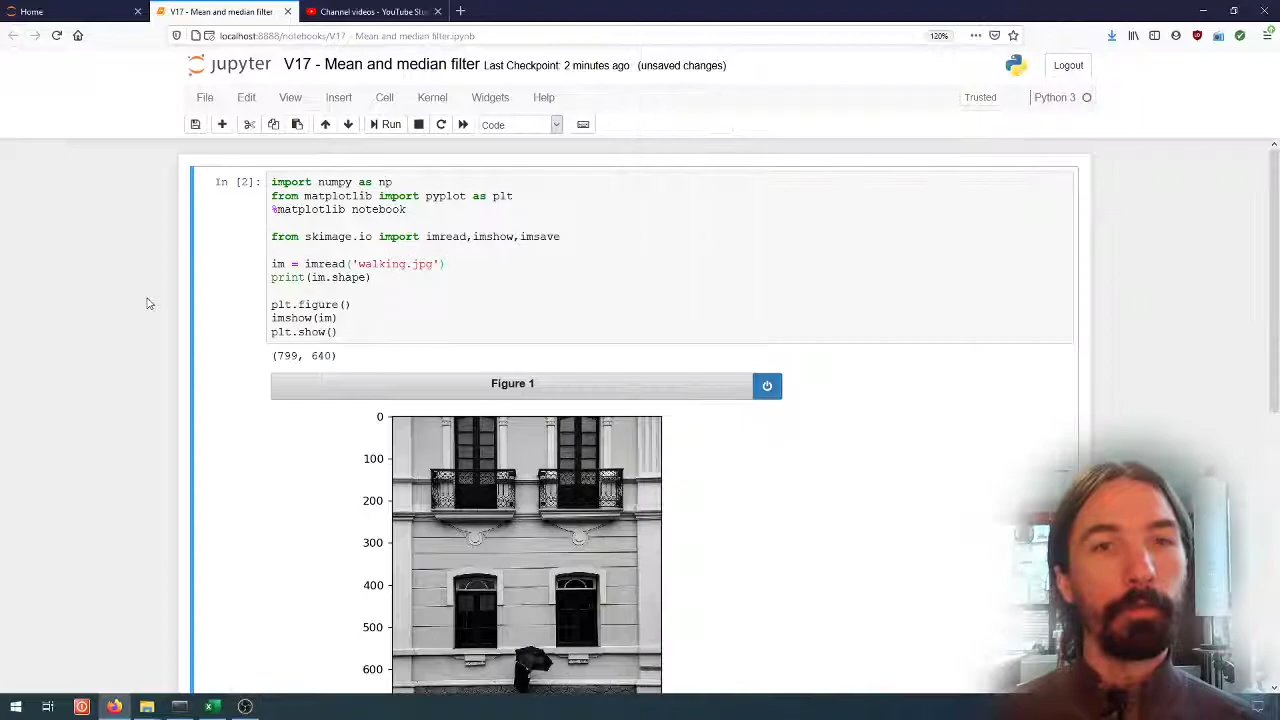 Home
V17 - Mean and median filter
Channel videos - YouTube Stu
localhost:8888/notebooks/V17 - Mean and median filter.ipynb
120%
jupyter V17 - Mean and median filter Last Checkpoint: 2 minutes ago (unsaved changes)
Logout
File Edit View Insert Cell Kernel Widgets Help
Trusted
Python 3
Run
Code
In [2]:
import numpy as np
from matplotlib import pyplot as plt
%matplotlib notebook
from skimage.io import imread,imshow,imsave
im = imread('walking.jpg')
print(im.shape)
plt.figure()
imshow(im)
plt.show()
(799, 640)
Figure 1
0
100
200
300
400
500
600